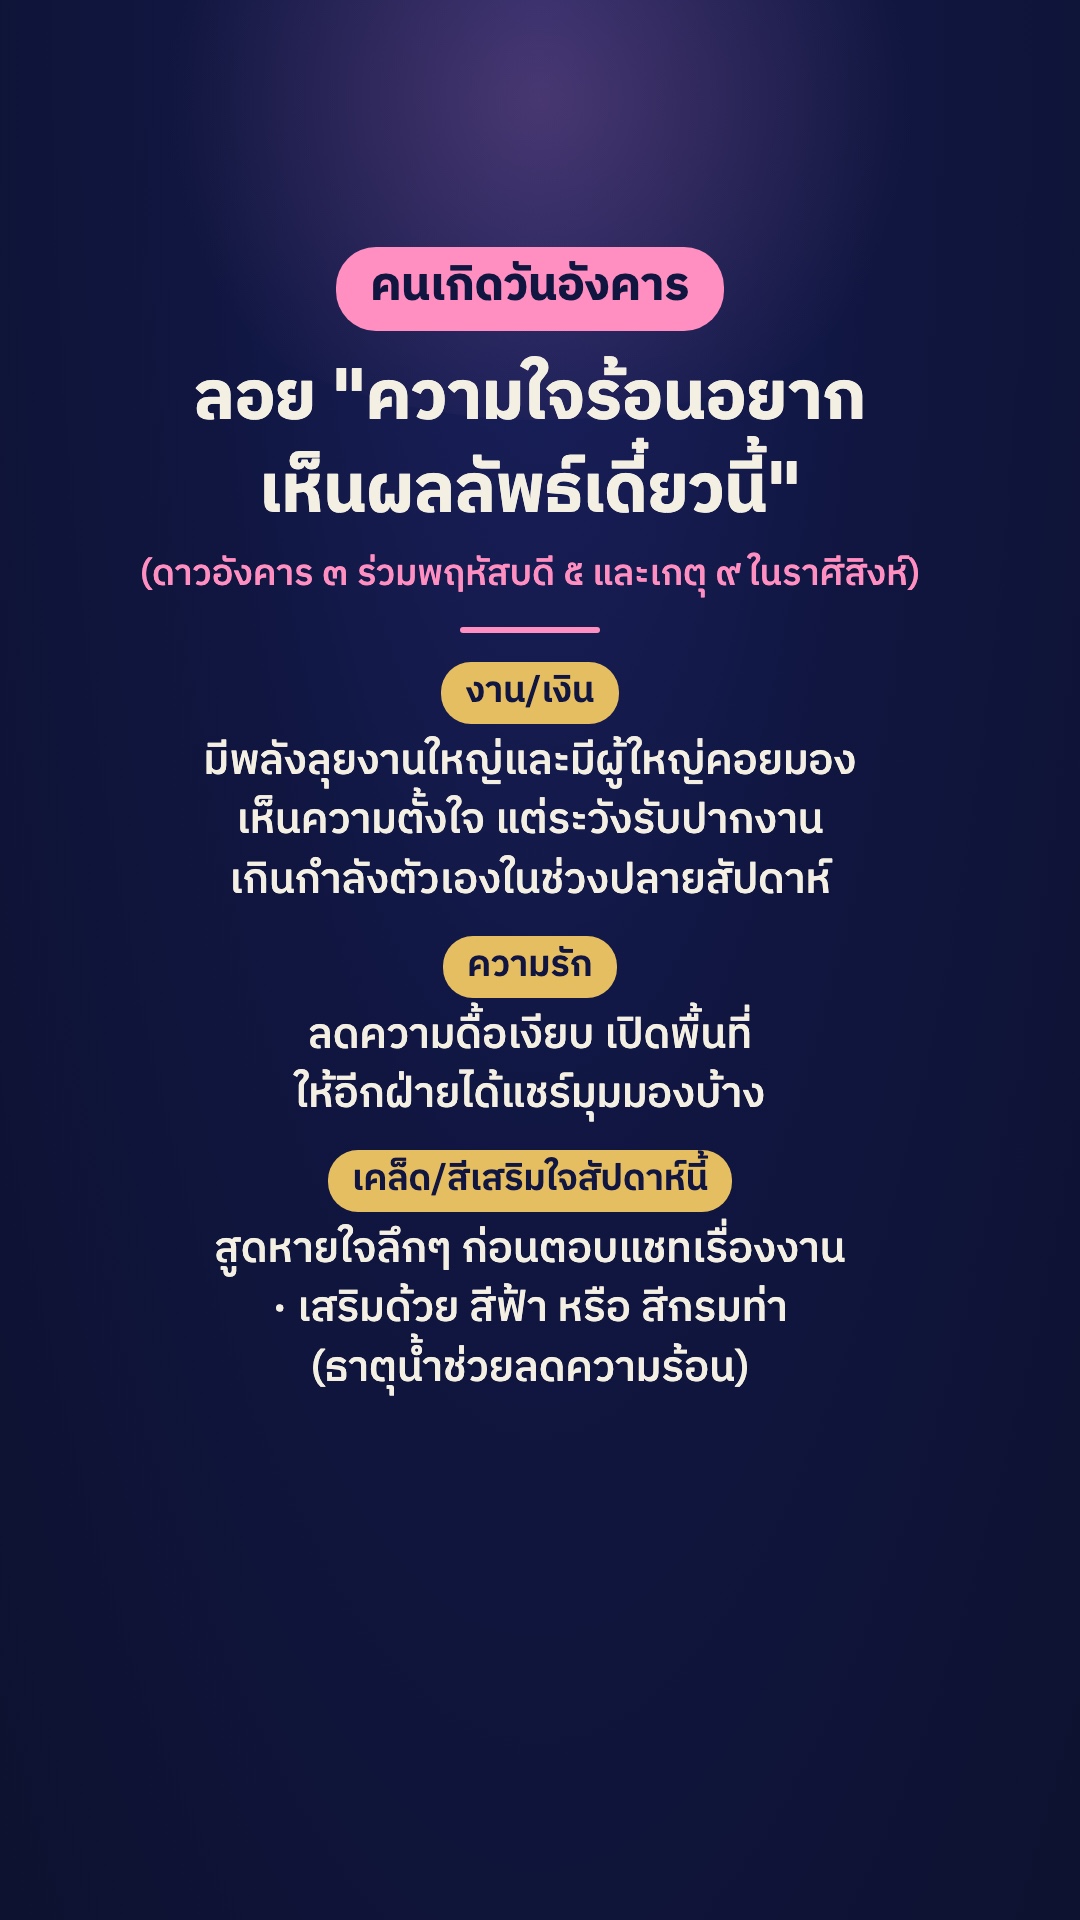 คนเกิดวันอังคาร
ลอย "ความใจร้อนอยาก
เห็นผลลัพธ์เดี๋ยวนี้"
(ดาวอังคาร ๓ ร่วมพฤหัสบดี ๕ และเกตุ ๙ ในราศีสิงห์)
งาน/เงิน
มีพลังลุยงานใหญ่และมีผู้ใหญ่คอยมอง
เห็นความตั้งใจ แต่ระวังรับปากงาน
เกินกำลังตัวเองในช่วงปลายสัปดาห์
ความรัก
ลดความดื้อเงียบ เปิดพื้นที่
ให้อีกฝ่ายได้แชร์มุมมองบ้าง
เคล็ด/สีเสริมใจสัปดาห์นี้
สูดหายใจลึกๆ ก่อนตอบแชทเรื่องงาน
· เสริมด้วย สีฟ้า หรือ สีกรมท่า
(ธาตุน้ำช่วยลดความร้อน)